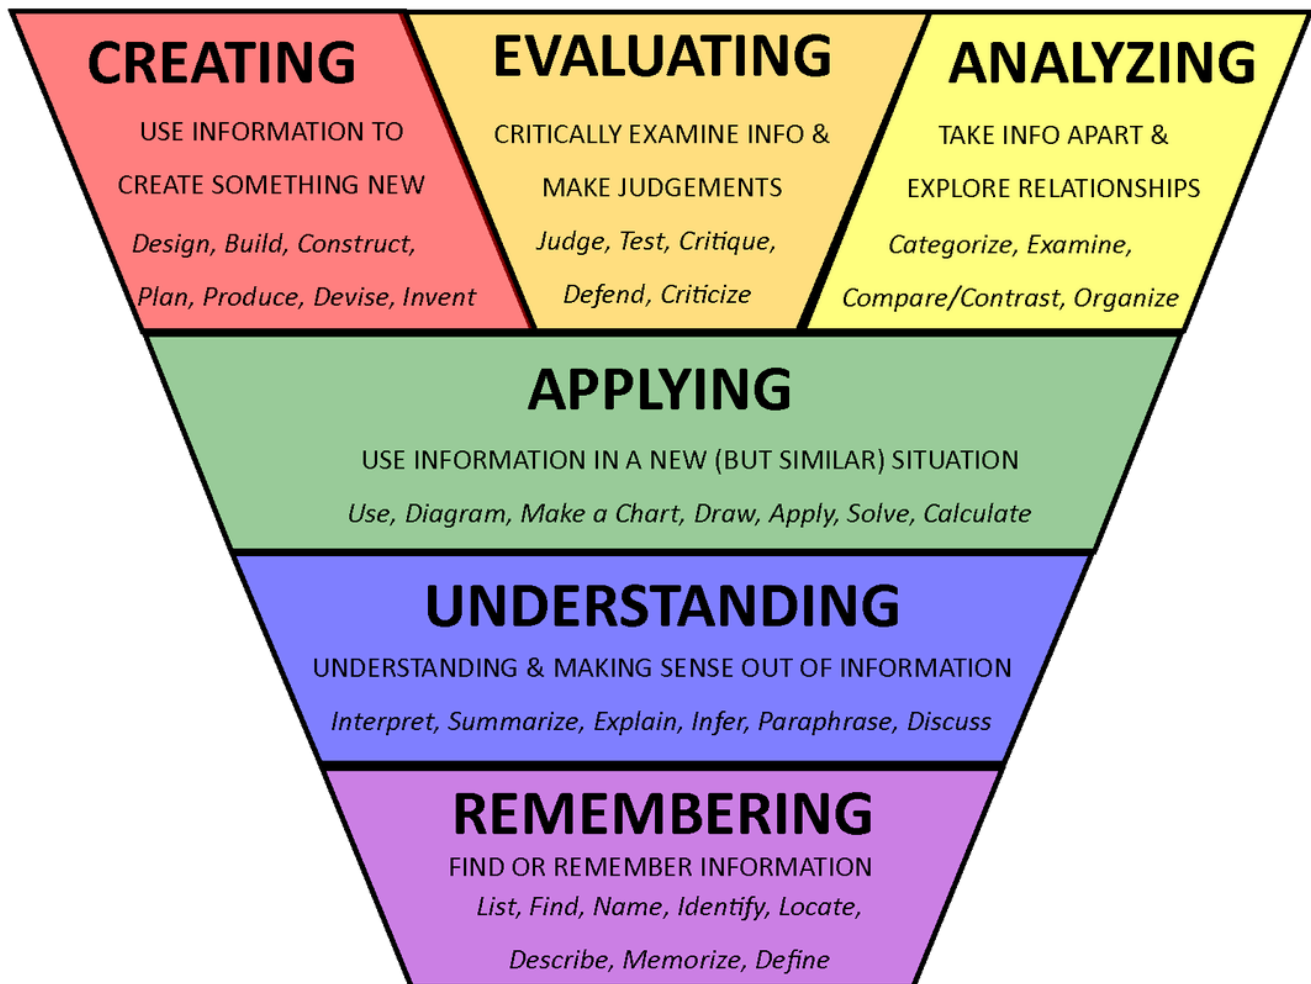 CREATING
USE INFORMATION TO
CREATE SOMETHING NEW
Design, Build, Construct,
Plan, Produce, Devise, Invent
EVALUATING
CRITICALLY EXAMINE INFO &
MAKE JUDGEMENTS
Judge, Test, Critique,
Defend, Criticize
ANALYZING
TAKE INFO APART &
EXPLORE RELATIONSHIPS
Categorize, Examine,
Compare/Contrast, Organize
APPLYING
USE INFORMATION IN A NEW (BUT SIMILAR) SITUATION
Use, Diagram, Make a Chart, Draw, Apply, Solve, Calculate
UNDERSTANDING
UNDERSTANDING & MAKING SENSE OUT OF INFORMATION
Interpret, Summarize, Explain, Infer, Paraphrase, Discuss
REMEMBERING
FIND OR REMEMBER INFORMATION
List, Find, Name, Identify, Locate,
Describe, Memorize, Define